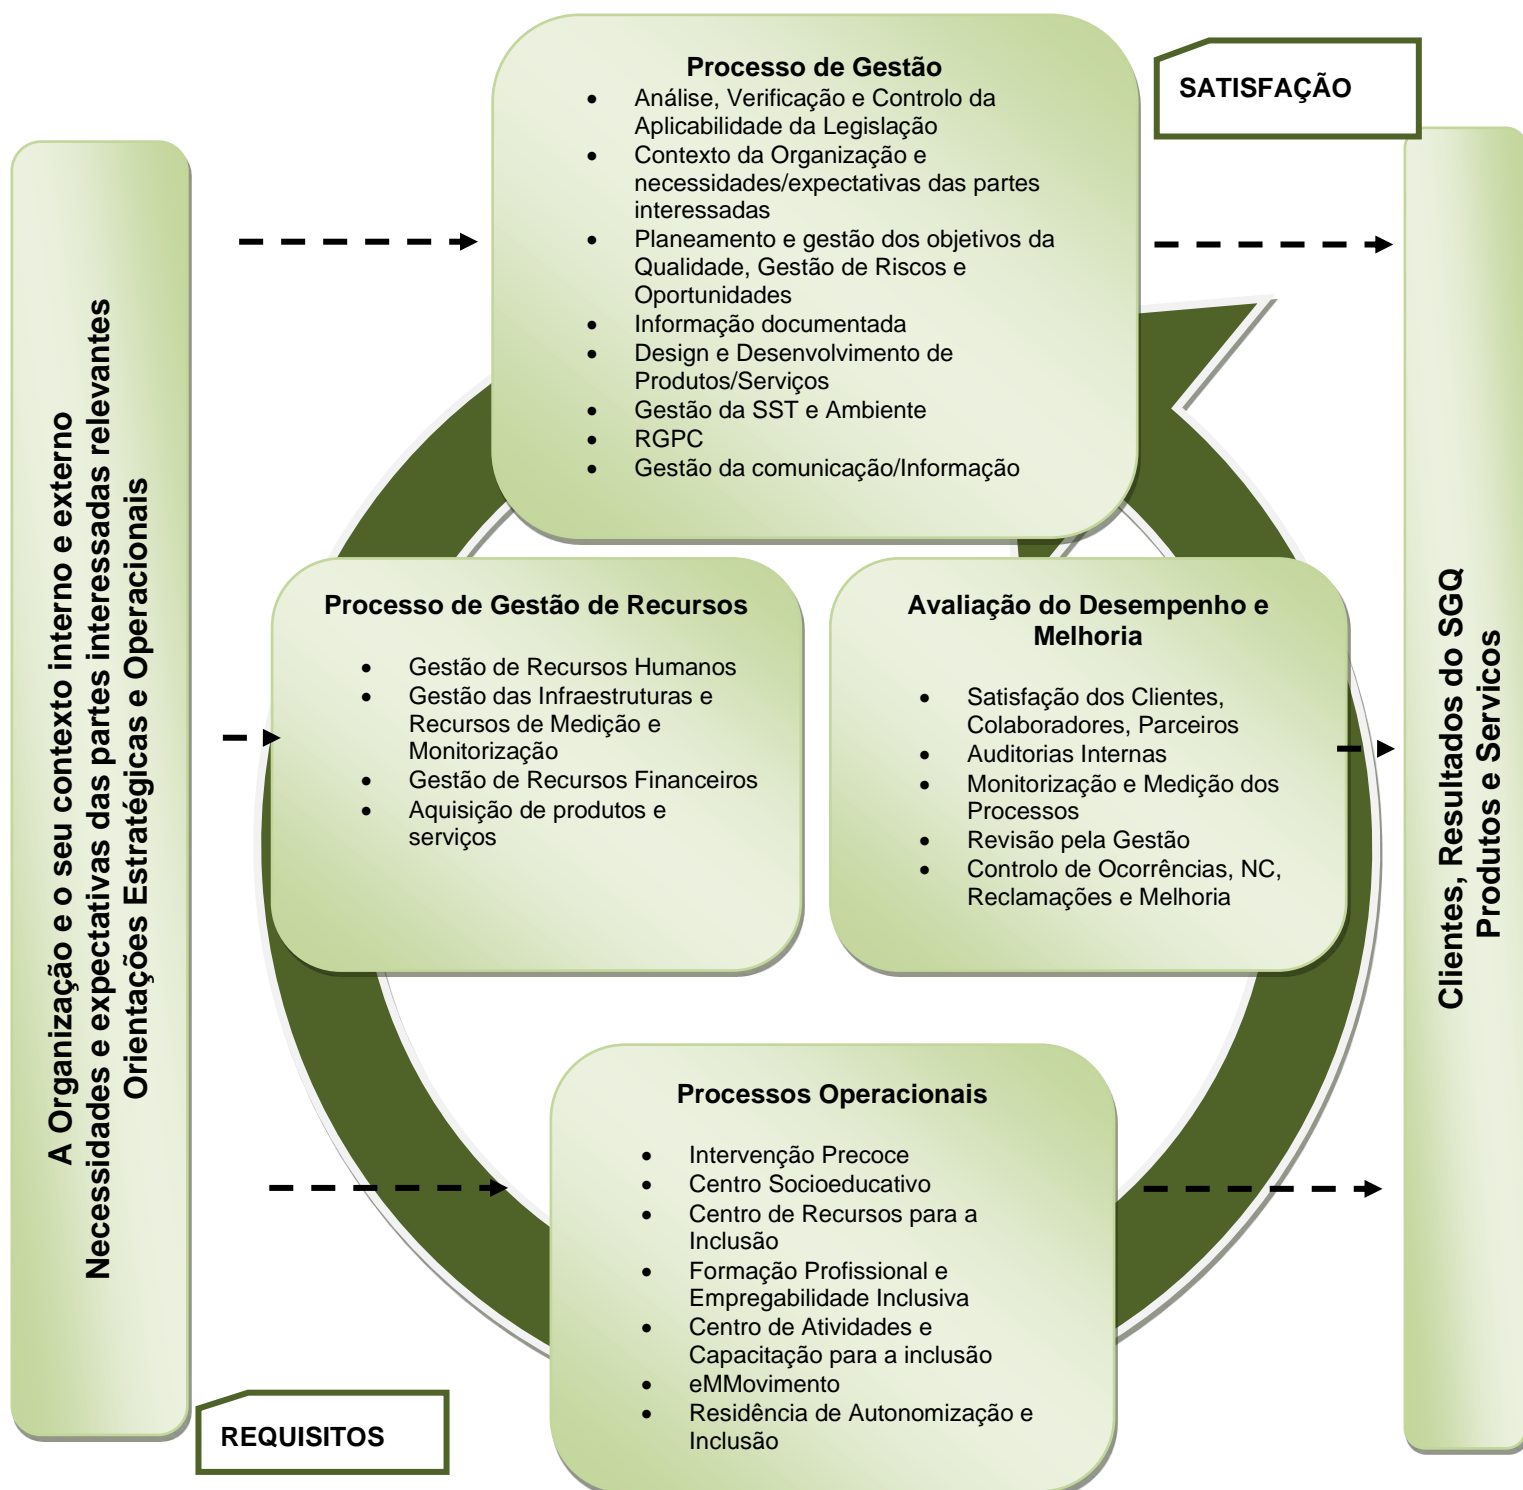 Processo de Gestão
• Análise, Verificação e Controlo da
Aplicabilidade da Legislação
• Contexto da Organização e
necessidades/expectativas das partes
interessadas
• Planeamento e gestão dos objetivos da
Qualidade, Gestão de Riscos e
Oportunidades
• Informação documentada
• Design e Desenvolvimento de
Produtos/Serviços
• Gestão da SST e Ambiente
• RGPC
• Gestão da comunicação/Informação
SATISFAÇÃO
A Organização e o seu contexto interno e externo
Necessidades e expectativas das partes interessadas relevantes
Orientações Estratégicas e Operacionais
Processo de Gestão de Recursos
• Gestão de Recursos Humanos
• Gestão das Infraestruturas e
Recursos de Medição e
Monitorização
• Gestão de Recursos Financeiros
• Aquisição de produtos e
serviços
Avaliação do Desempenho e
Melhoria
• Satisfação dos Clientes,
Colaboradores, Parceiros
• Auditorias Internas
• Monitorização e Medição dos
Processos
• Revisão pela Gestão
• Controlo de Ocorrências, NC,
Reclamações e Melhoria
Clientes, Resultados do SGQ
Produtos e Servicos
Processos Operacionais
• Intervenção Precoce
• Centro Socioeducativo
• Centro de Recursos para a
Inclusão
• Formação Profissional e
Empregabilidade Inclusiva
• Centro de Atividades e
Capacitação para a inclusão
• eMMovimento
• Residência de Autonomização e
Inclusão
REQUISITOS